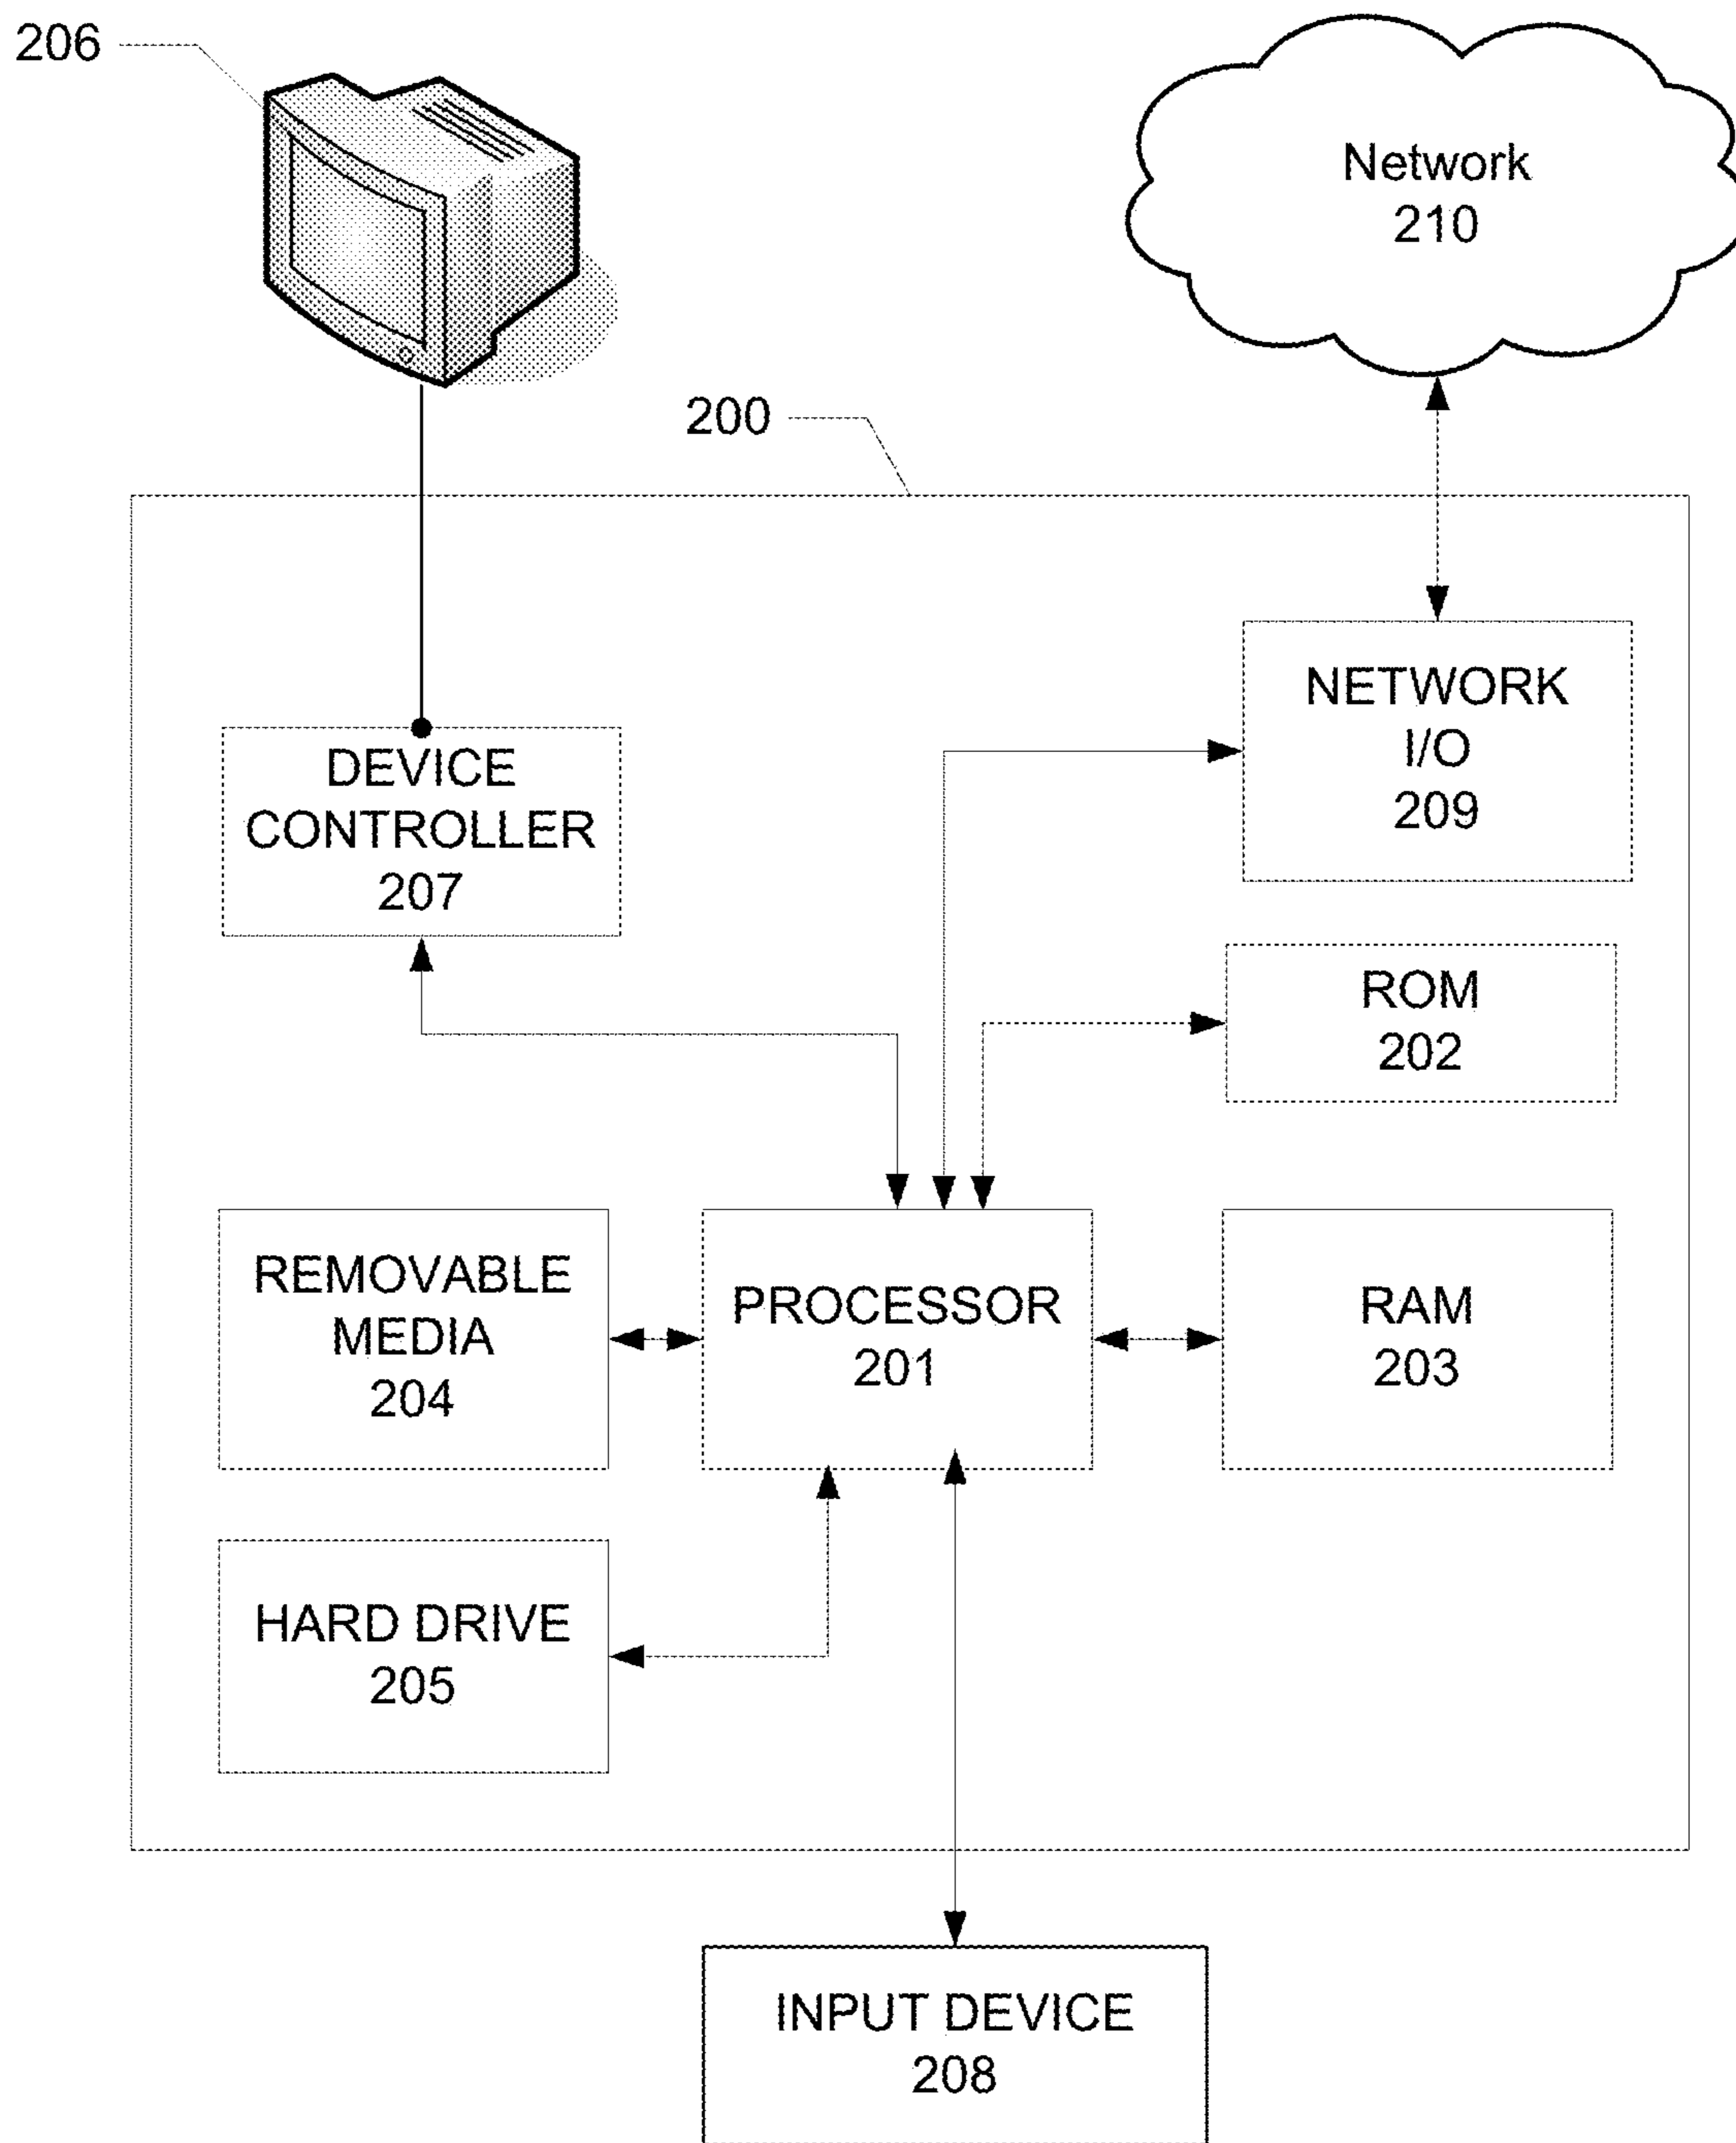 206
Network
210
200
NETWORK
I/O
209
DEVICE
CONTROLLER
207
ROM
202
REMOVABLE
MEDIA
204
PROCESSOR
201
RAM
203
HARD DRIVE
205
INPUT DEVICE
208